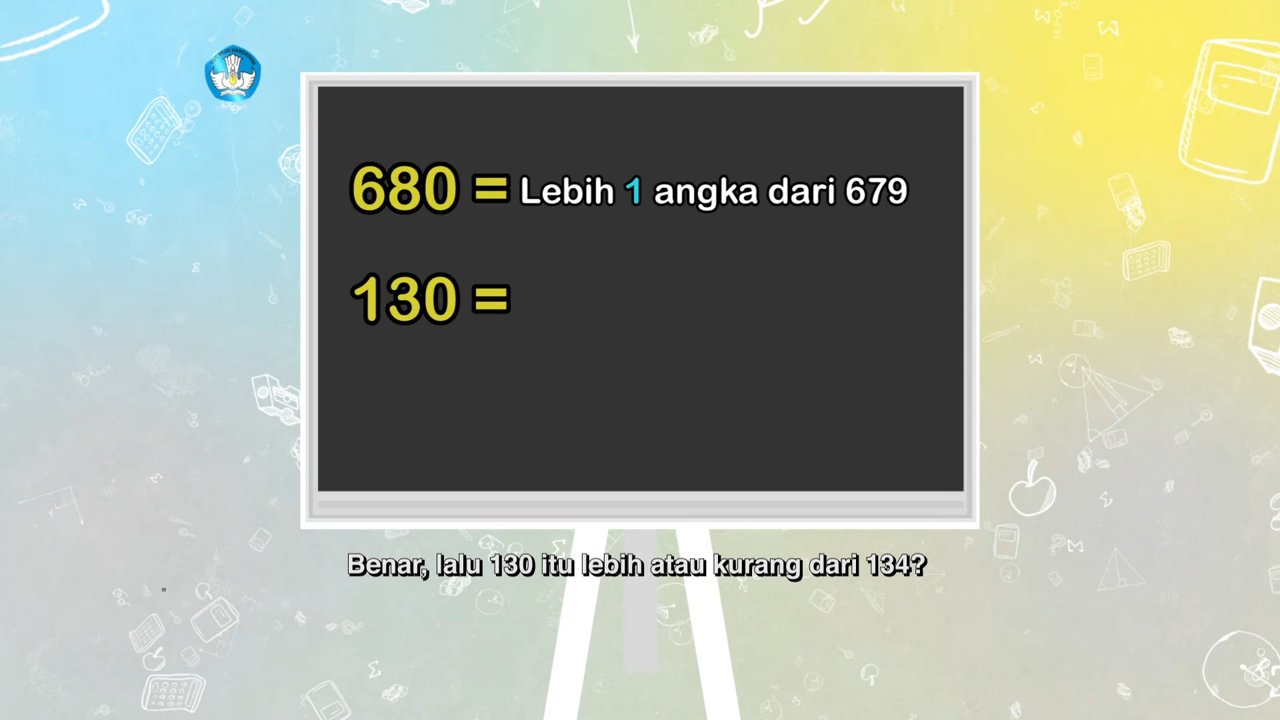 680 = Lebih 1 angka dari 679
130 =
Benar, lalu 130 itu lebih atau kurang dari 134?